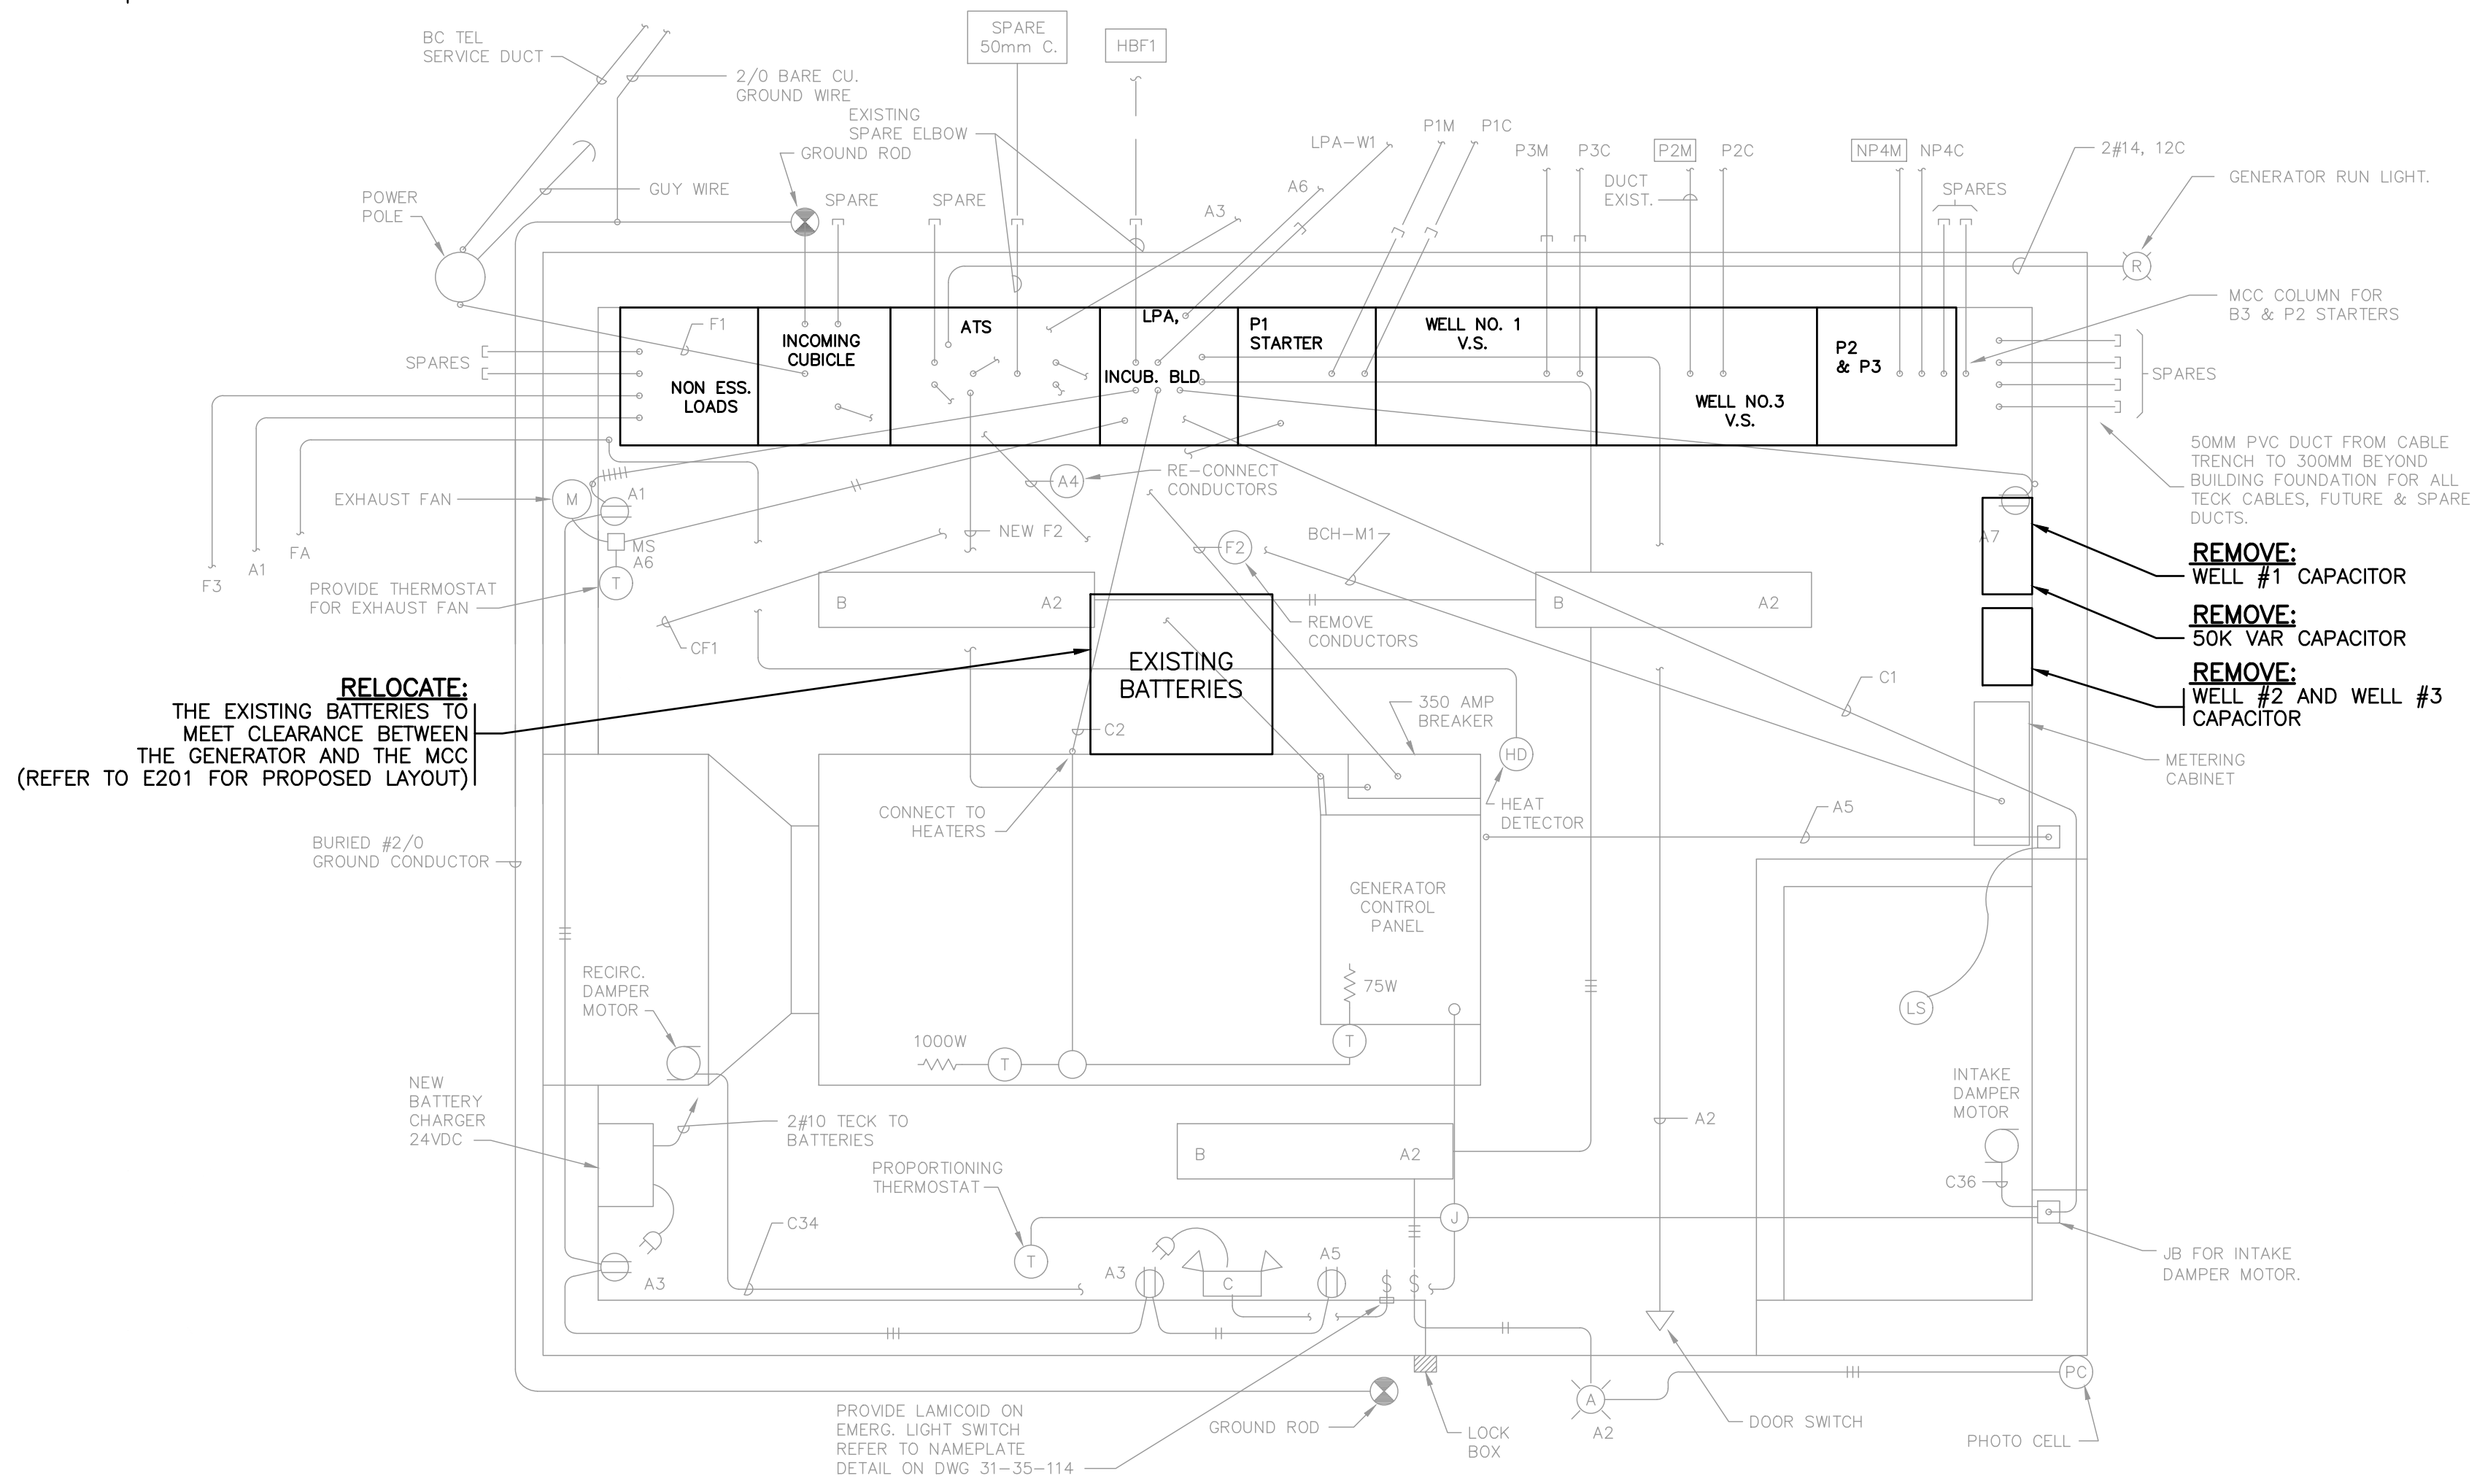 BC TEL
SERVICE DUCT
2/0 BARE CU.
GROUND WIRE
SPARE
50mm C.
HBF1
EXISTING
SPARE ELBOW
GROUND ROD
GUY WIRE
POWER
POLE
SPARE
SPARE
A3
A6
LPA-W1
P1M
P1C
P3M
P3C
DUCT
EXIST.
P2M
P2C
NP4M
NP4C
SPARES
2#14, 12C
GENERATOR RUN LIGHT.
R
MCC COLUMN FOR
B3 & P2 STARTERS
SPARES
F1
SPARES
NON ESS.
LOADS
INCOMING
CUBICLE
ATS
LPA,
INCUB. BLD
P1
STARTER
WELL NO. 1
V.S.
WELL NO.3
V.S.
P2
& P3
50MM PVC DUCT FROM CABLE
TRENCH TO 300MM BEYOND
BUILDING FOUNDATION FOR ALL
TECK CABLES, FUTURE & SPARE
DUCTS.
EXHAUST FAN
M
A1
MS
A6
T
F3
A1
FA
PROVIDE THERMOSTAT
FOR EXHAUST FAN
A4
RE-CONNECT
CONDUCTORS
NEW F2
F2
BCH-M1
REMOVE
CONDUCTORS
A7
REMOVE:
WELL #1 CAPACITOR
REMOVE:
50K VAR CAPACITOR
REMOVE:
WELL #2 AND WELL #3
CAPACITOR
B
A2
B
A2
CF1
EXISTING
BATTERIES
RELOCATE:
THE EXISTING BATTERIES TO
MEET CLEARANCE BETWEEN
THE GENERATOR AND THE MCC
(REFER TO E201 FOR PROPOSED LAYOUT)
C2
350 AMP
BREAKER
HD
C1
METERING
CABINET
CONNECT TO
HEATERS
HEAT
DETECTOR
A5
BURIED #2/0
GROUND CONDUCTOR
GENERATOR
CONTROL
PANEL
75W
T
LS
RECIRC.
DAMPER
MOTOR
1000W
T
NEW
BATTERY
CHARGER
24VDC
2#10 TECK TO
BATTERIES
B
A2
A2
INTAKE
DAMPER
MOTOR
C36
PROPORTIONING
THERMOSTAT
C34
T
J
A3
A3
C
A5
S
S
JB FOR INTAKE
DAMPER MOTOR.
PROVIDE LAMICOID ON
EMERG. LIGHT SWITCH
REFER TO NAMEPLATE
DETAIL ON DWG 31-35-114
GROUND ROD
LOCK
BOX
A
A2
DOOR SWITCH
PC
PHOTO CELL